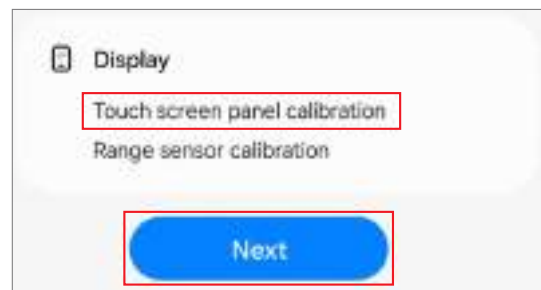 Display
Touch screen panel calibration
Range sensor calibration
Next